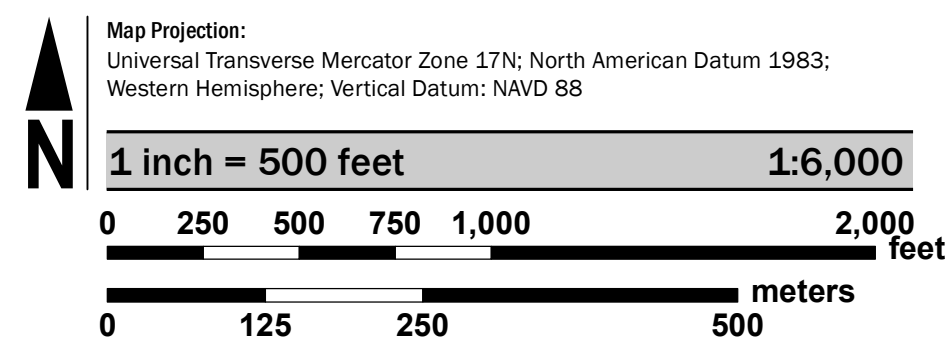 Map Projection:
Universal Transverse Mercator Zone 17N; North American Datum 1983;
Western Hemisphere; Vertical Datum: NAVD 88
N
1 inch = 500 feet 1:6,000
0 250 500 750 1,000 2,000
feet
meters
0 125 250 500